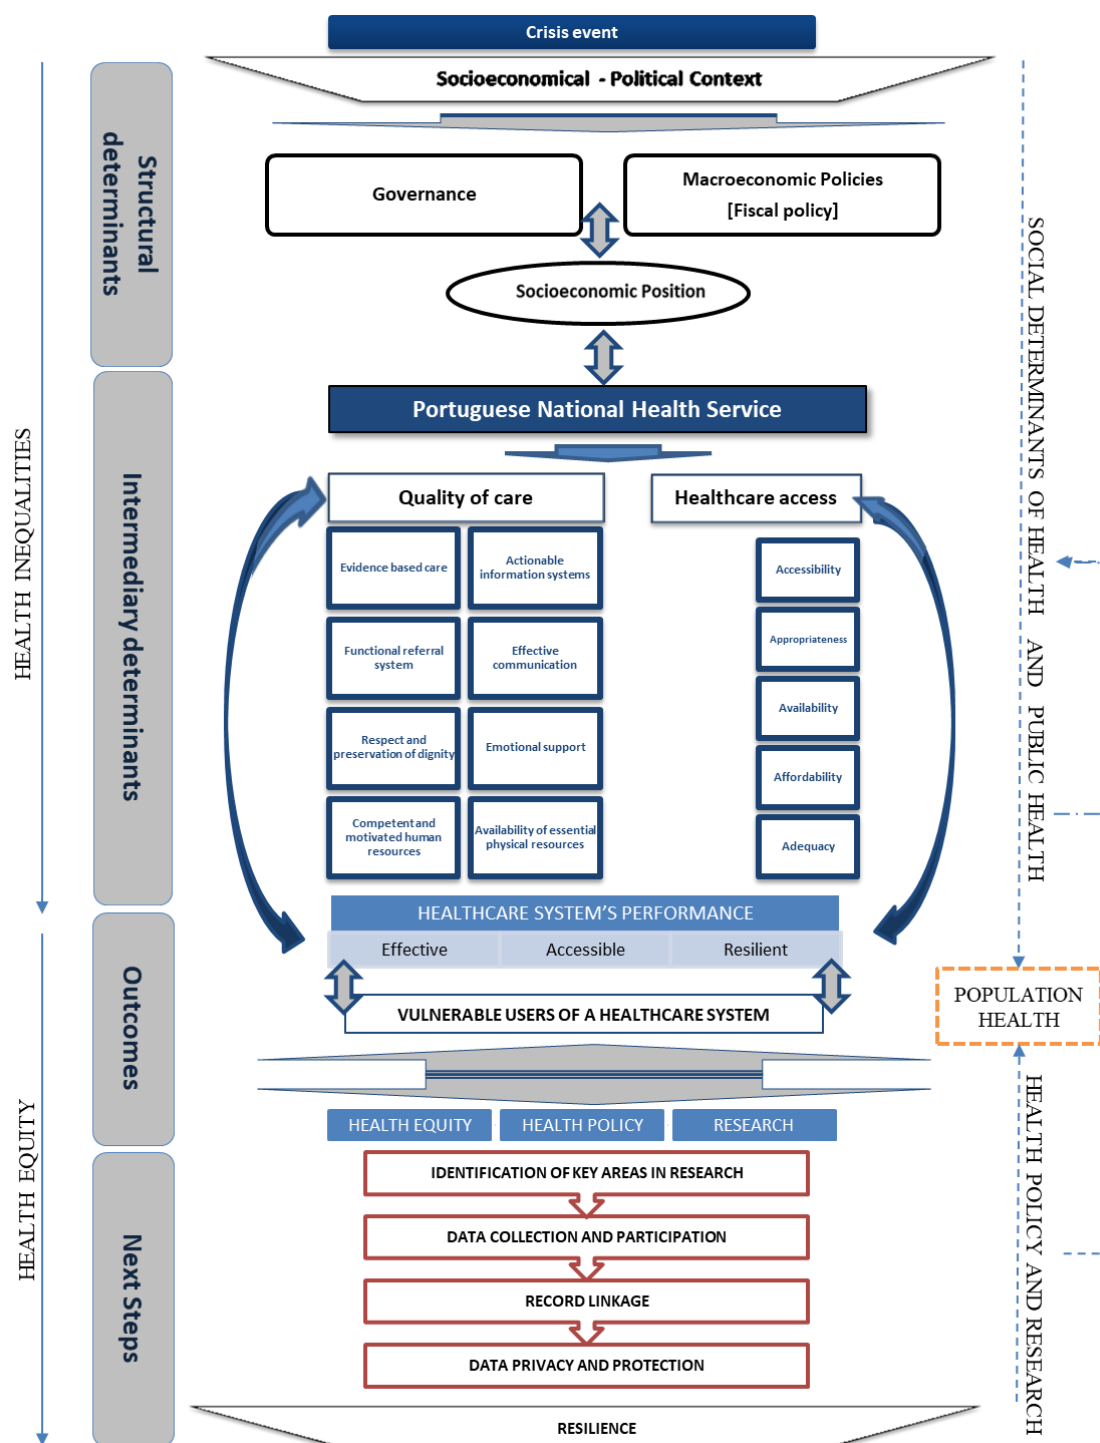 Crisis event
Socioeconomical - Political Context
Structural
determinants
Governance
Macroeconomic Policies
[Fiscal policy]
Socioeconomic Position
Portuguese National Health Service
Intermediary determinants
Quality of care
Healthcare access
Evidence based care
Actionable
information systems
Accessibility
Functional referral
system
Effective
communication
Appropriateness
Availability
Respect and
preservation of dignity
Emotional support
Affordability
Competent and
motivated human
resources
Availability of essential
physical resources
Adequacy
HEALTH INEQUALITIES
SOCIAL DETERMINANTS OF HEALTH AND PUBLIC HEALTH
HEALTHCARE SYSTEM'S PERFORMANCE
Effective
Accessible
Resilient
Outcomes
VULNERABLE USERS OF A HEALTHCARE SYSTEM
POPULATION
HEALTH
HEALTH EQUITY
HEALTH POLICY
RESEARCH
HEALTH EQUITY
HEALTH POLICY AND RESEARCH
Next Steps
IDENTIFICATION OF KEY AREAS IN RESEARCH
DATA COLLECTION AND PARTICIPATION
RECORD LINKAGE
DATA PRIVACY AND PROTECTION
RESILIENCE